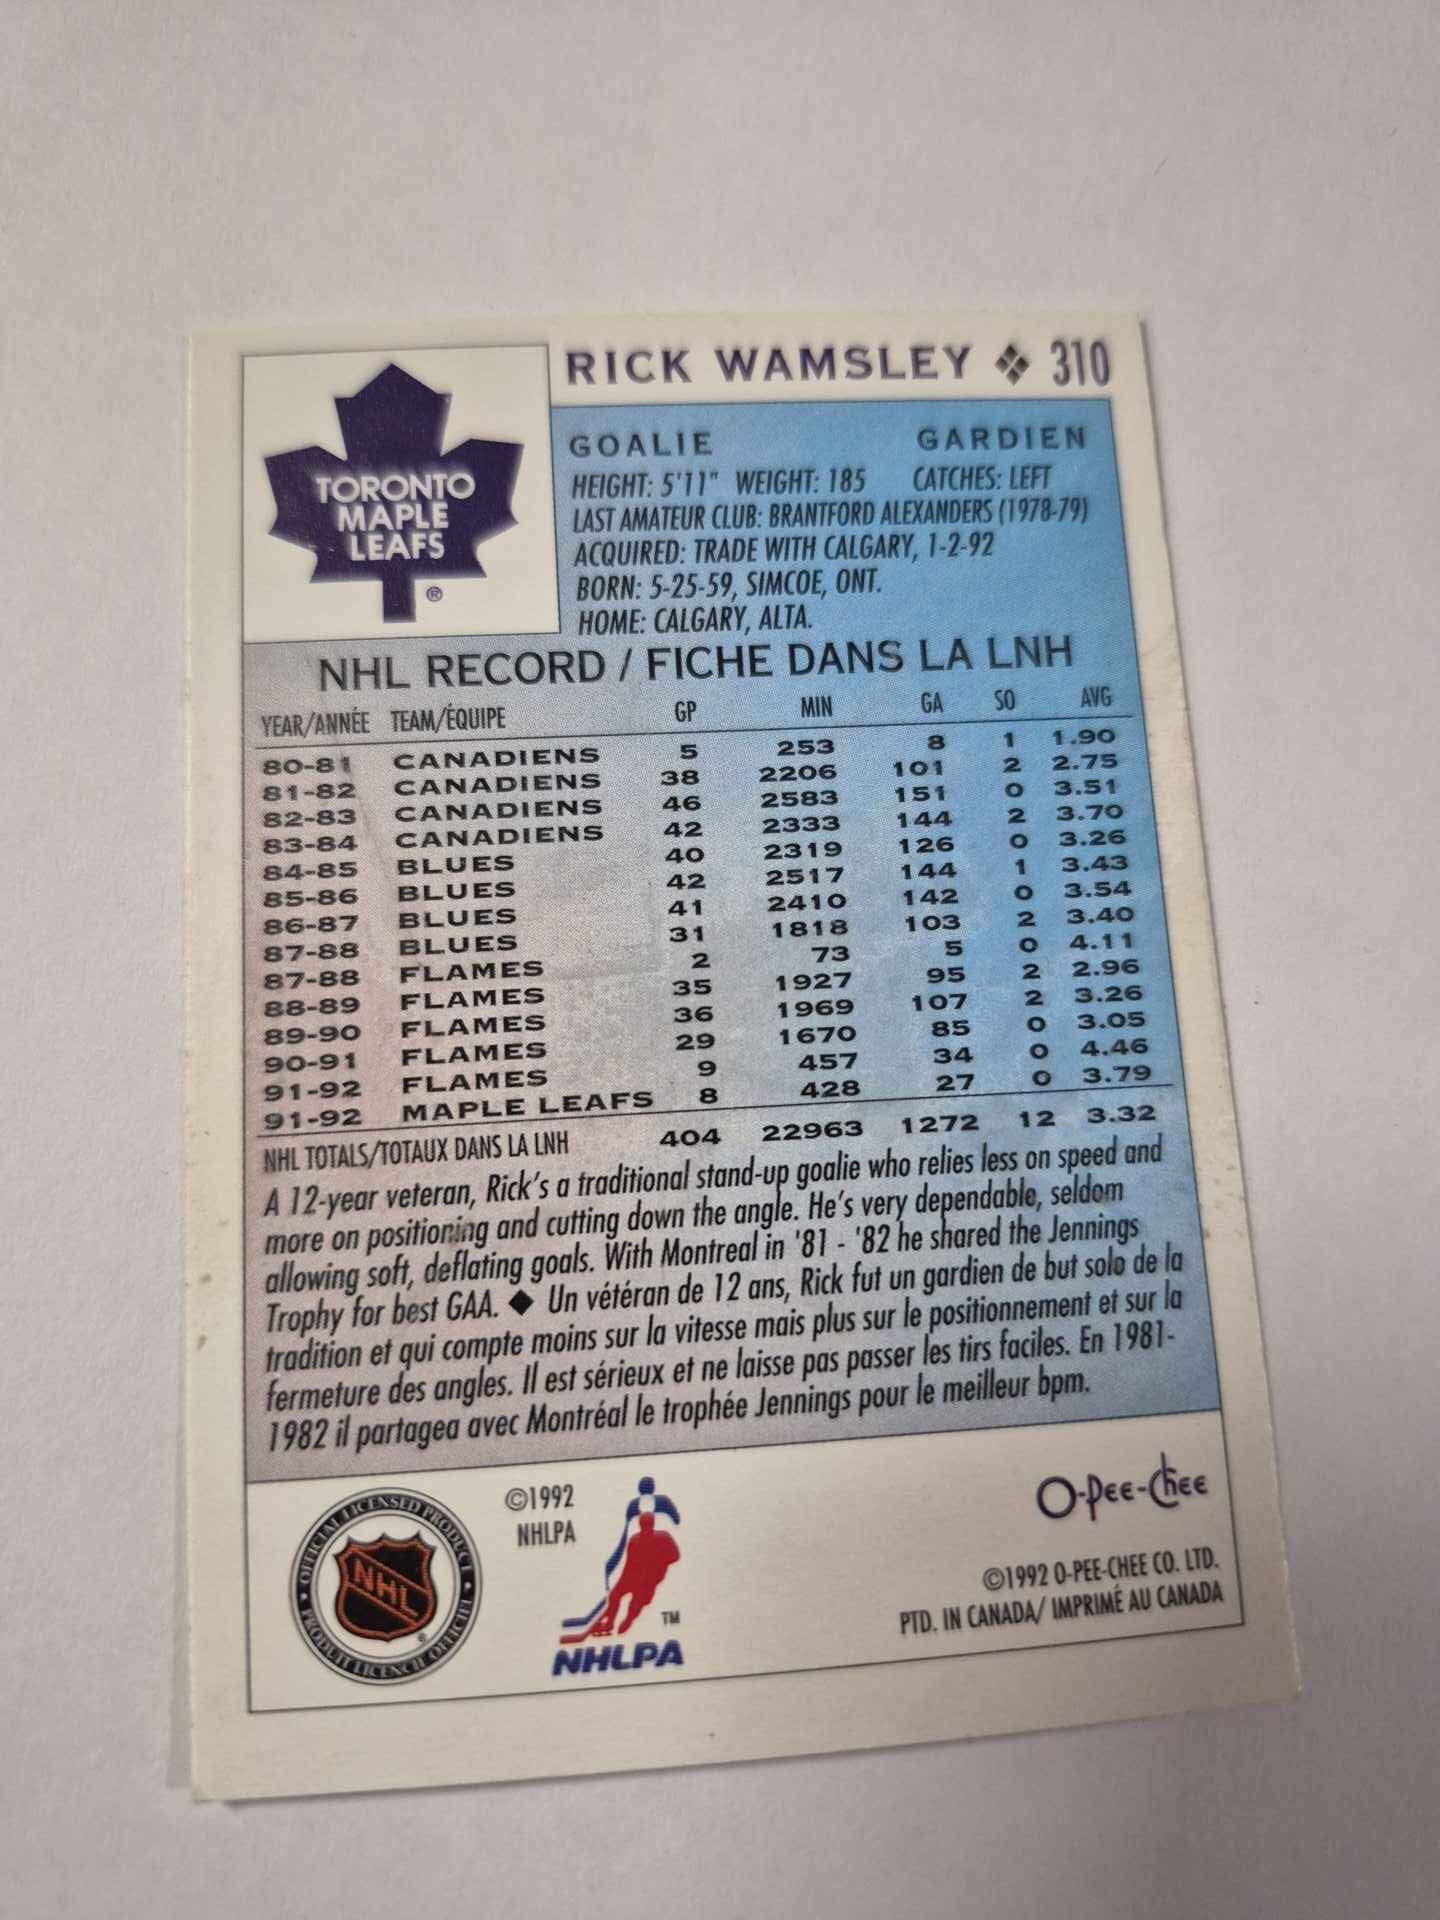 RICK WAMSLEY 310
TORONTO
MAPLE
LEAFS
®
GOALIE GARDIEN
HEIGHT: 5'11" WEIGHT: 185 CATCHES: LEFT
LAST AMATEUR CLUB: BRANTFORD ALEXANDERS (1978-79)
ACQUIRED: TRADE WITH CALGARY, 1-2-92
BORN: 5-25-59, SIMCOE, ONT.
HOME: CALGARY, ALTA.
NHL RECORD / FICHE DANS LA LNH
YEAR/ANNÉE TEAM/ÉQUIPE GP MIN GA SO AVG
80-81 CANADIENS 5 253 8 1 1.90
81-82 CANADIENS 38 2206 101 2 2.75
82-83 CANADIENS 46 2583 151 0 3.51
83-84 CANADIENS 42 2333 144 2 3.70
84-85 BLUES 40 2319 126 0 3.26
85-86 BLUES 42 2517 144 1 3.43
86-87 BLUES 41 2410 142 0 3.54
87-88 BLUES 31 1818 103 2 3.40
87-88 FLAMES 2 73 5 0 4.11
88-89 FLAMES 35 1927 95 2 2.96
89-90 FLAMES 36 1969 107 2 3.26
90-91 FLAMES 29 1670 85 0 3.05
91-92 FLAMES 9 457 34 0 4.46
91-92 MAPLE LEAFS 8 428 27 0 3.79
NHL TOTALS/TOTAUX DANS LA LNH 404 22963 1272 12 3.32
A 12-year veteran, Rick's a traditional stand-up goalie who relies less on speed and
more on positioning and cutting down the angle. He's very dependable, seldom
allowing soft, deflating goals. With Montreal in '81 - '82 he shared the Jennings
Trophy for best GAA. ◆ Un vétéran de 12 ans, Rick fut un gardien de but solo de la
tradition et qui compte moins sur la vitesse mais plus sur le positionnement et sur la
fermeture des angles. Il est sérieux et ne laisse pas passer les tirs faciles. En 1981-
1982 il partagea avec Montréal le trophée Jennings pour le meilleur bpm.
OFFICIAL LICENSED PRODUCT
NHL
®
PRODUIT LICENCIÉ OFFICIEL
©1992
NHLPA
TM
NHLPA
O-Pee-Chee
©1992 O-PEE-CHEE CO. LTD.
PTD. IN CANADA/ IMPRIMÉ AU CANADA